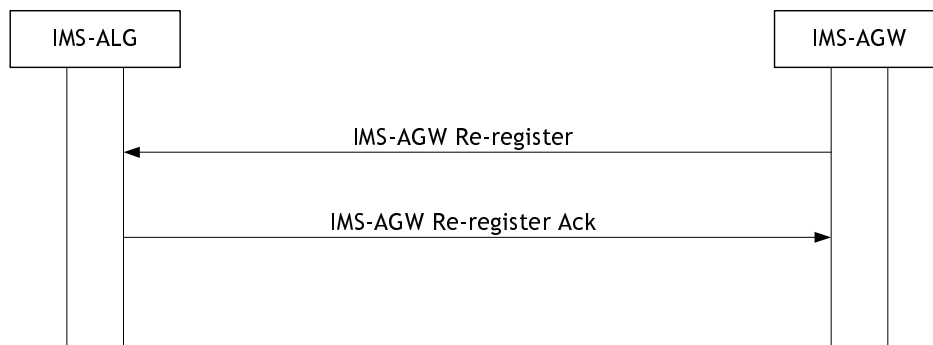 IMS-ALG
IMS-AGW
IMS-AGW Re-register
IMS-AGW Re-register Ack